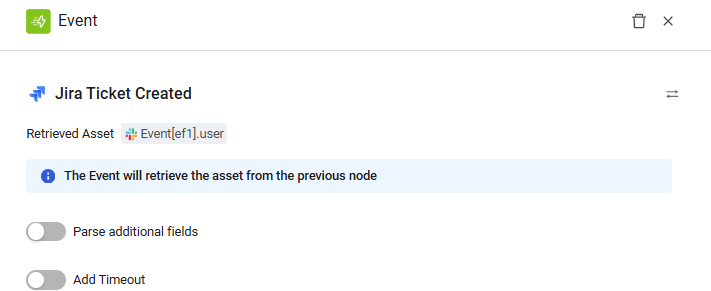 Event
Jira Ticket Created
Retrieved Asset Event[ef1].user
The Event will retrieve the asset from the previous node
Parse additional fields
Add Timeout